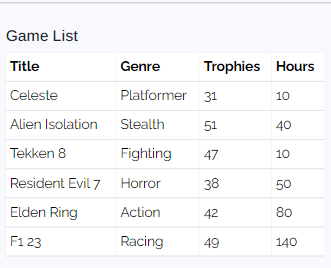 Game List
Title Genre Trophies Hours
Celeste Platformer 31 10
Alien Isolation Stealth 51 40
Tekken 8 Fighting 47 10
Resident Evil 7 Horror 38 50
Elden Ring Action 42 80
F1 23 Racing 49 140